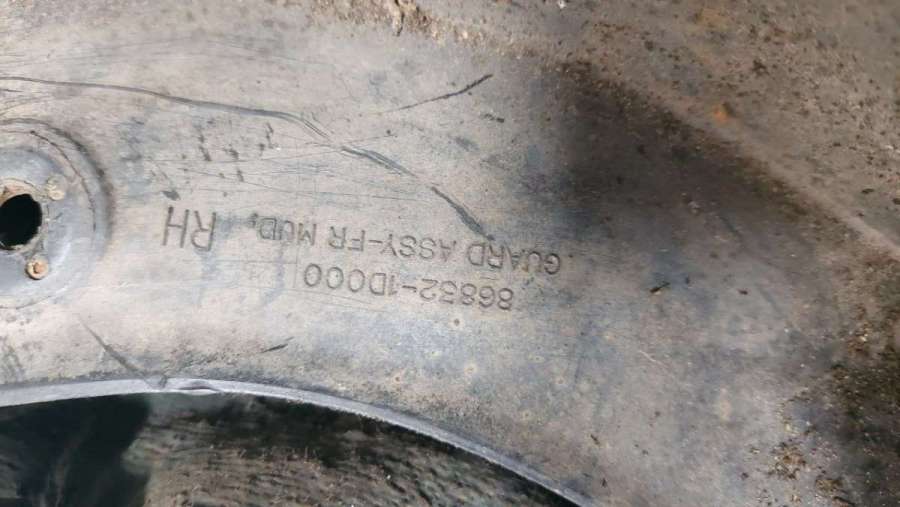 86832-1D000
GUARD ASSY-FR MUD, RH